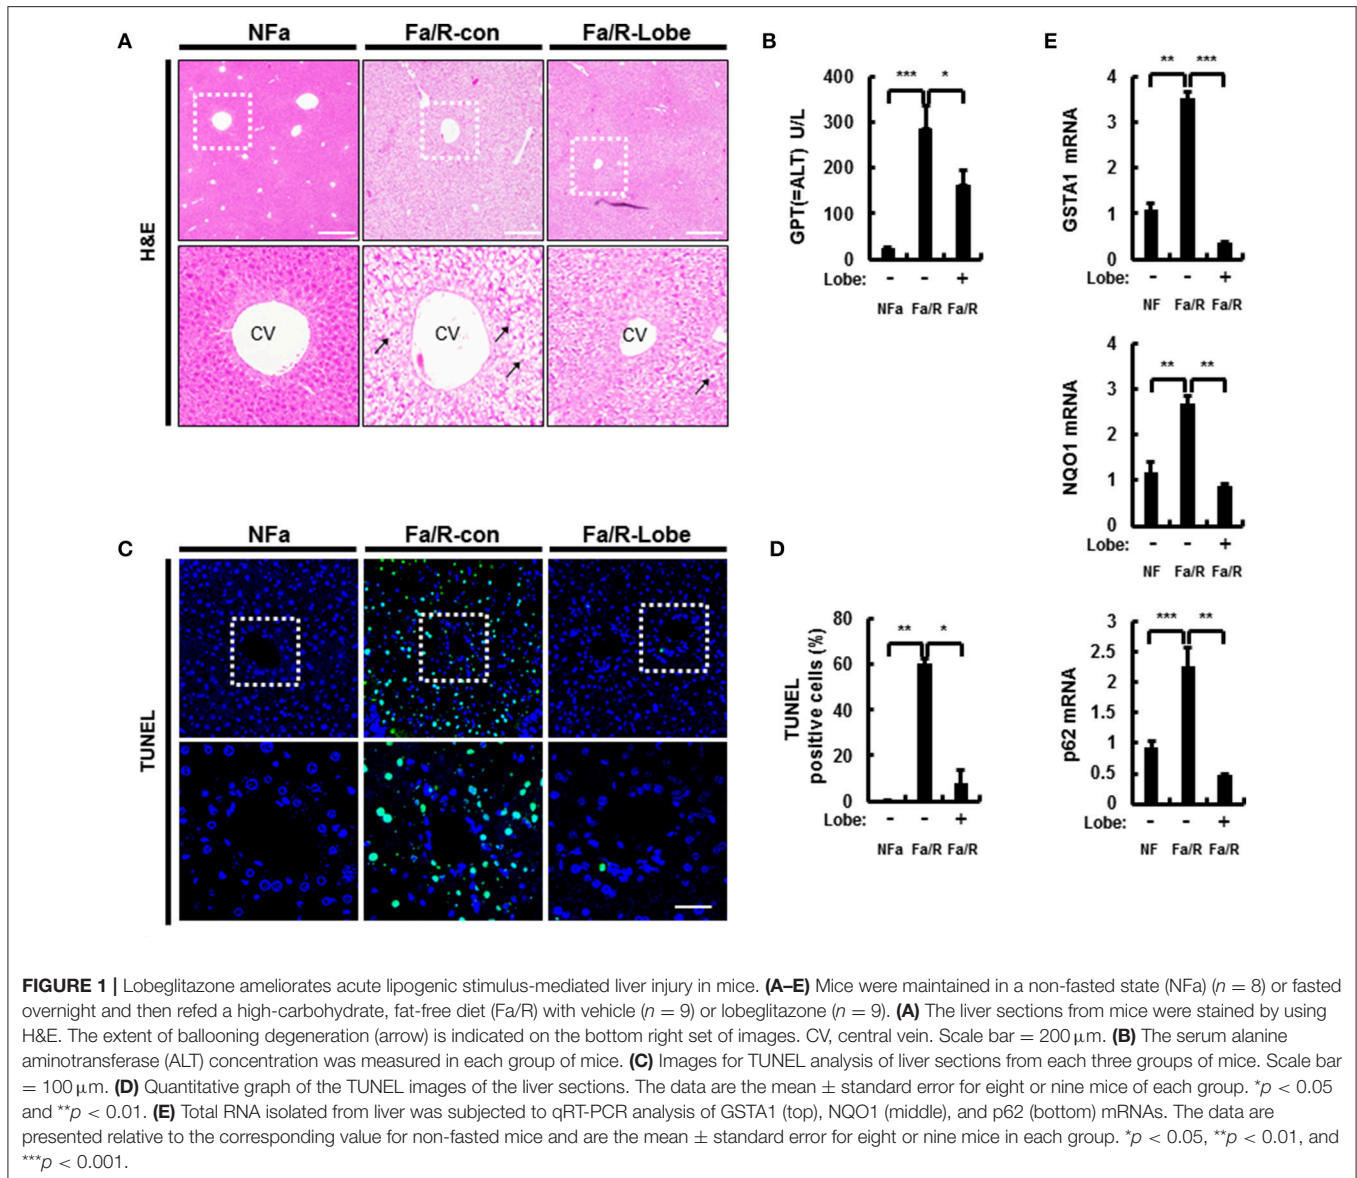 A
NFa
Fa/R-con
Fa/R-Lobe
H&E
CV
CV
CV
B
GPT(=ALT) U/L
400
300
200
100
0
***
*
Lobe: - - +
NFa Fa/R Fa/R
C
NFa
Fa/R-con
Fa/R-Lobe
TUNEL
D
TUNEL
positive cells (%)
80
60
40
20
0
**
*
Lobe: - - +
NFa Fa/R Fa/R
E
GSTA1 mRNA
4
3
2
1
0
**
***
Lobe: - - +
NF Fa/R Fa/R
NQO1 mRNA
4
3
2
1
0
**
**
Lobe: - - +
NF Fa/R Fa/R
p62 mRNA
3
2.5
2
1.5
1
0.5
0
***
**
Lobe: - - +
NF Fa/R Fa/R
FIGURE 1 | Lobeglitazone ameliorates acute lipogenic stimulus-mediated liver injury in mice. (A–E) Mice were maintained in a non-fasted state (NFa) (n = 8) or fasted
overnight and then refed a high-carbohydrate, fat-free diet (Fa/R) with vehicle (n = 9) or lobeglitazone (n = 9). (A) The liver sections from mice were stained by using
H&E. The extent of ballooning degeneration (arrow) is indicated on the bottom right set of images. CV, central vein. Scale bar = 200 μm. (B) The serum alanine
aminotransferase (ALT) concentration was measured in each group of mice. (C) Images for TUNEL analysis of liver sections from each three groups of mice. Scale bar
= 100 μm. (D) Quantitative graph of the TUNEL images of the liver sections. The data are the mean ± standard error for eight or nine mice of each group. *p < 0.05
and **p < 0.01. (E) Total RNA isolated from liver was subjected to qRT-PCR analysis of GSTA1 (top), NQO1 (middle), and p62 (bottom) mRNAs. The data are
presented relative to the corresponding value for non-fasted mice and are the mean ± standard error for eight or nine mice in each group. *p < 0.05, **p < 0.01, and
***p < 0.001.